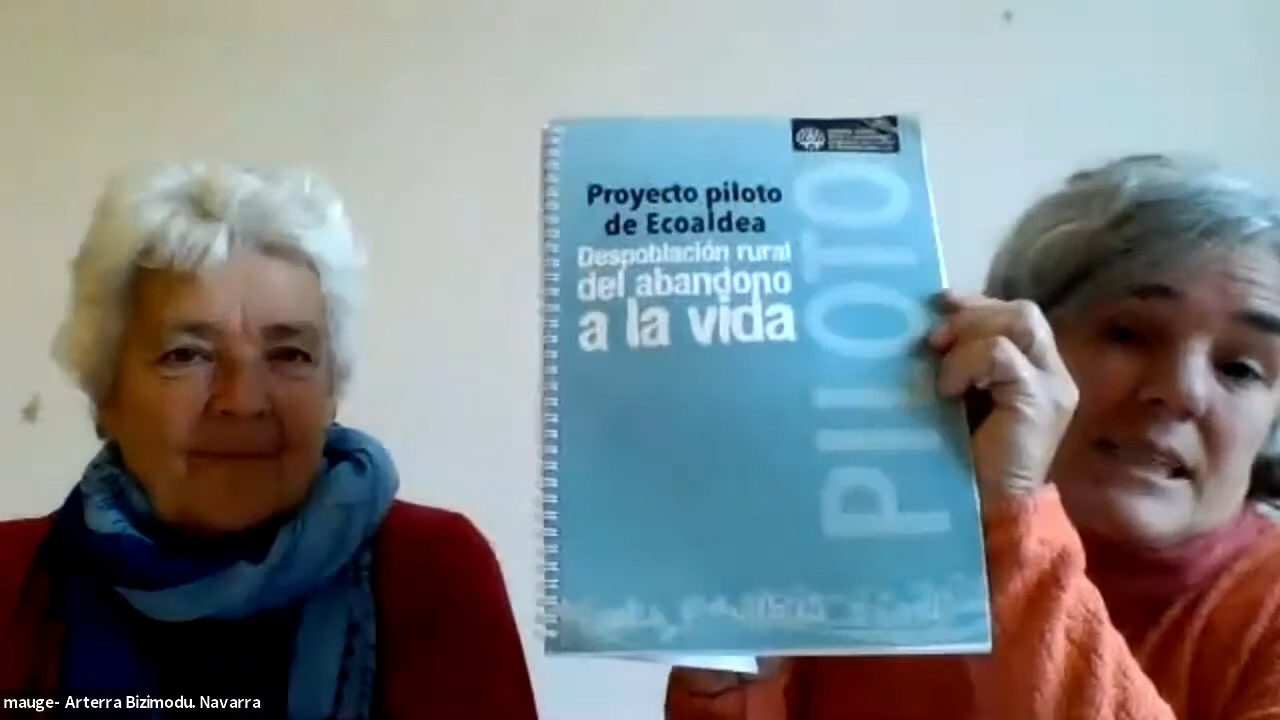 Proyecto piloto
de Ecoaldea
Despoblación rural
del abandono
a la vida
PILOTO
mauge- Arterra Bizimodu. Navarra